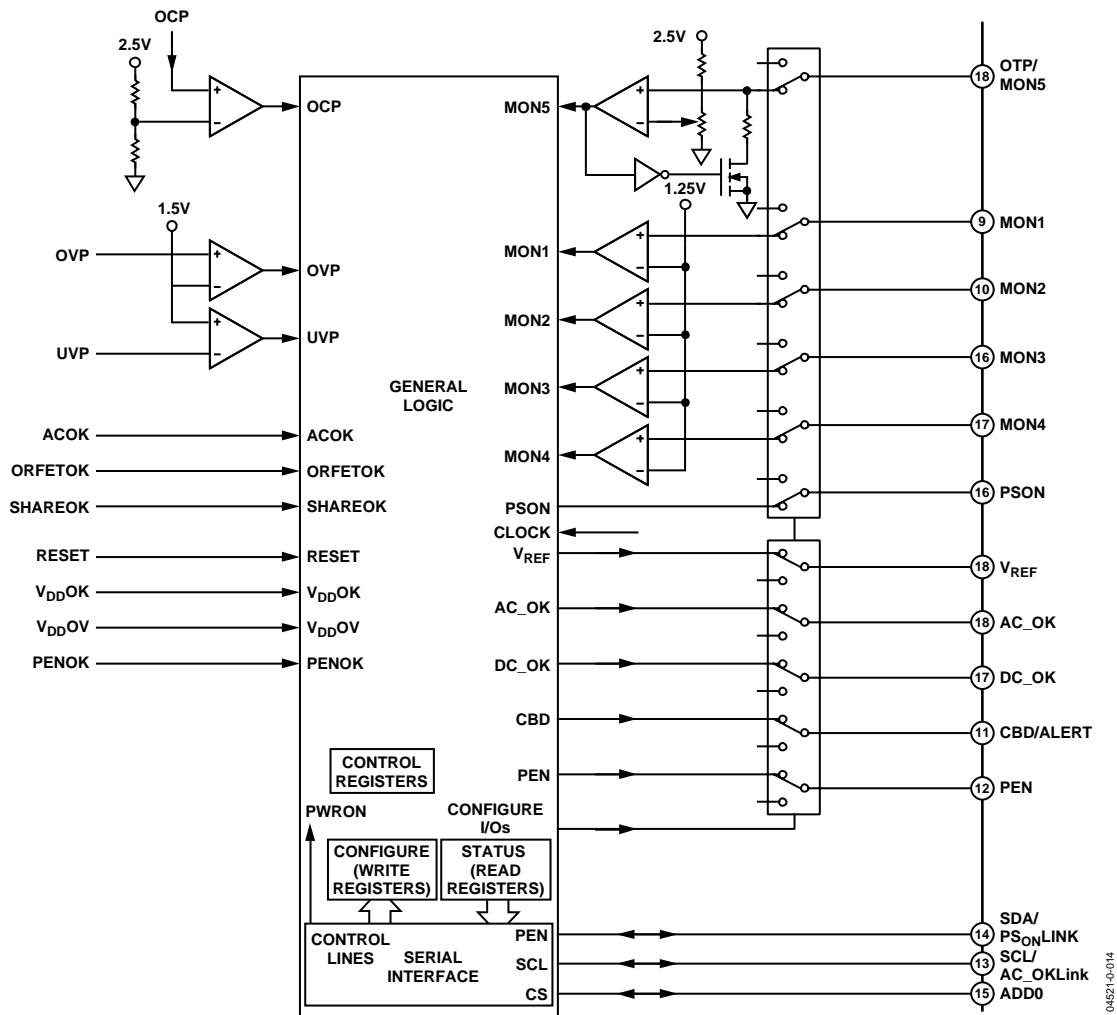 OCP
2.5V
OCP
1.5V
OVP
OVP
UVP
UVP
ACOK
ACOK
ORFETOK
ORFETOK
SHAREOK
SHAREOK
RESET
RESET
VDDOK
VDDOK
VDDOV
VDDOV
PENOK
PENOK
GENERAL
LOGIC
CONTROL
REGISTERS
PWRON
CONFIGURE
I/Os
CONFIGURE
(WRITE
REGISTERS)
STATUS
(READ
REGISTERS)
CONTROL
LINES
SERIAL
INTERFACE
PEN
SCL
CS
2.5V
MON5
1.25V
MON1
MON2
MON3
MON4
PSON
CLOCK
VREF
AC_OK
DC_OK
CBD
PEN
18 OTP/
MON5
9 MON1
10 MON2
16 MON3
17 MON4
16 PSON
18 VREF
18 AC_OK
17 DC_OK
11 CBD/ALERT
12 PEN
14 SDA/
PSONLINK
13 SCL/
AC_OKLink
15 ADD0
+
−
+
−
+
−
+
−
+
−
+
−
+
−
+
−
04521-0-014